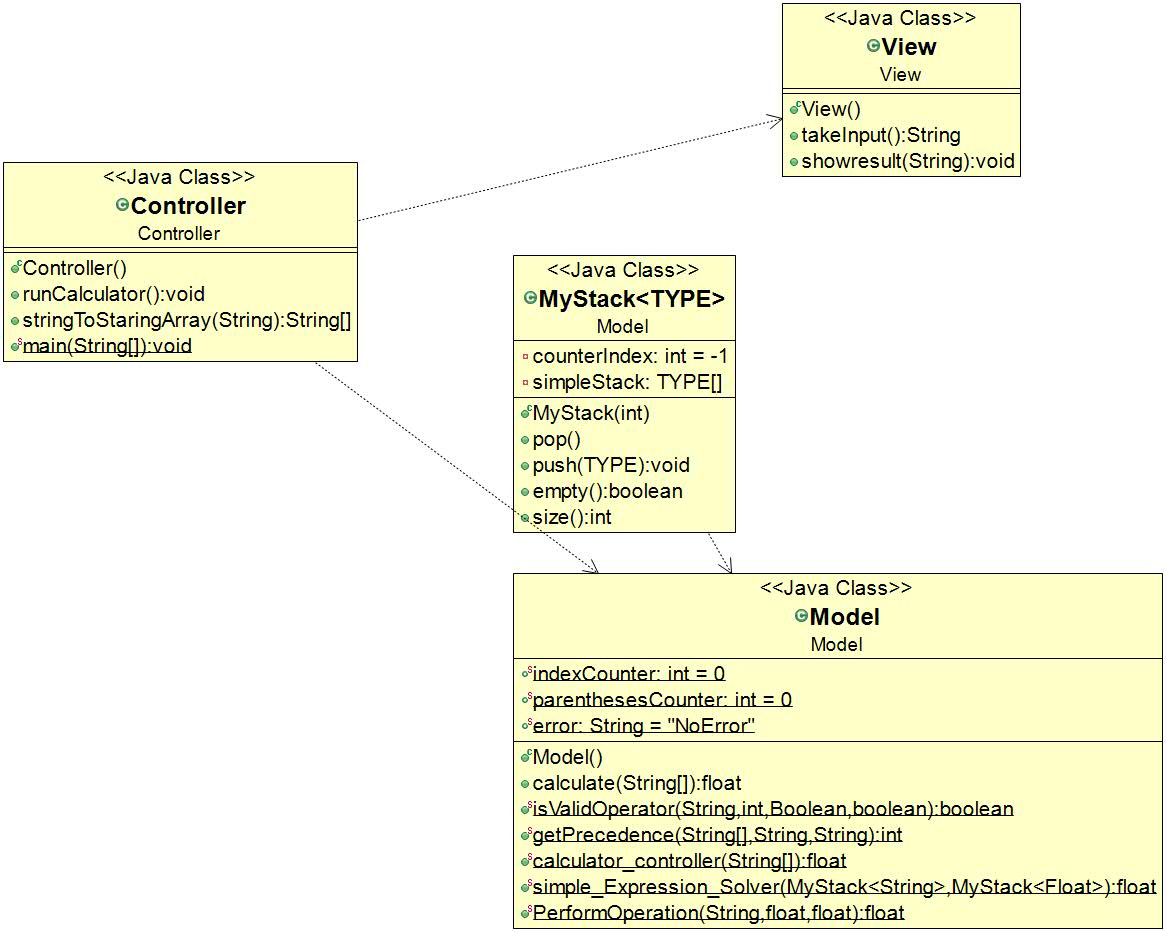 <<Java Class>>
View
View
View()
takeInput():String
showresult(String):void
<<Java Class>>
Controller
Controller
Controller()
runCalculator():void
stringToStaringArray(String):String[]
main(String[]):void
<<Java Class>>
MyStack<TYPE>
Model
counterIndex: int = -1
simpleStack: TYPE[]
MyStack(int)
pop()
push(TYPE):void
empty():boolean
size():int
<<Java Class>>
Model
Model
indexCounter: int = 0
parenthesesCounter: int = 0
error: String = "NoError"
Model()
calculate(String[]):float
isValidOperator(String,int,Boolean,boolean):boolean
getPrecedence(String[],String,String):int
calculator_controller(String[]):float
simple_Expression_Solver(MyStack<String>,MyStack<Float>):float
PerformOperation(String,float,float):float